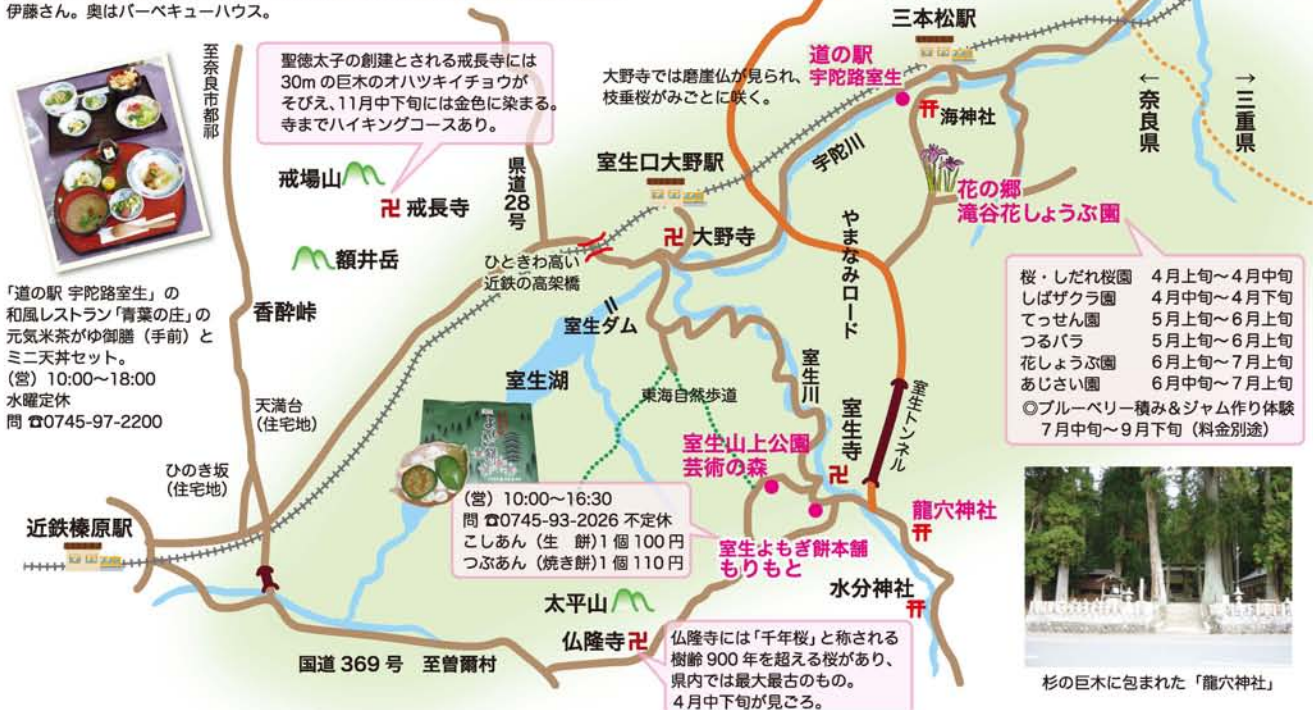 伊藤さん。奥はバーベキューハウス。
至奈良市都祁
聖徳太子の創建とされる戒長寺には
30mの巨木のオハツキイチョウが
そびえ、11月中下旬には金色に染まる。
寺までハイキングコースあり。
大野寺では磨崖仏が見られ、
枝垂桜がみごとに咲く。
三本松駅
道の駅
宇陀路室生
海神社
←奈良県
→三重県
戒場山
戒長寺
県道28号
室生口大野駅
宇陀川
花の郷
滝谷花しょうぶ園
額井岳
大野寺
やまなみロード
ひときわ高い
近鉄の高架橋
「道の駅 宇陀路室生」の
和風レストラン「青葉の庄」の
元気米茶がゆ御膳(手前)と
ミニ天丼セット。
(営)10:00〜18:00
水曜定休
問 ☎0745-97-2200
香酔峠
室生ダム
室生湖
桜・しだれ桜園 4月上旬〜4月中旬
しばザクラ園 4月中旬〜4月下旬
てっせん園 5月上旬〜6月上旬
つるバラ 5月上旬〜6月上旬
花しょうぶ園 6月上旬〜7月上旬
あじさい園 6月中旬〜7月上旬
◎ブルーベリー積み&ジャム作り体験
7月中旬〜9月下旬(料金別途)
天満台
(住宅地)
東海自然歩道
室生川
室生寺
室生トンネル
ひのき坂
(住宅地)
室生山上公園
芸術の森
近鉄榛原駅
(営)10:00〜16:30
問 ☎0745-93-2026 不定休
こしあん(生 餅)1個100円
つぶあん(焼き餅)1個110円
室生よもぎ餅本舗
もりもと
龍穴神社
水分神社
太平山
仏隆寺
国道369号 至曽爾村
仏隆寺には「千年桜」と称される
樹齢900年を超える桜があり、
県内では最大最古のもの。
4月中下旬が見ごろ。
杉の巨木に包まれた「龍穴神社」